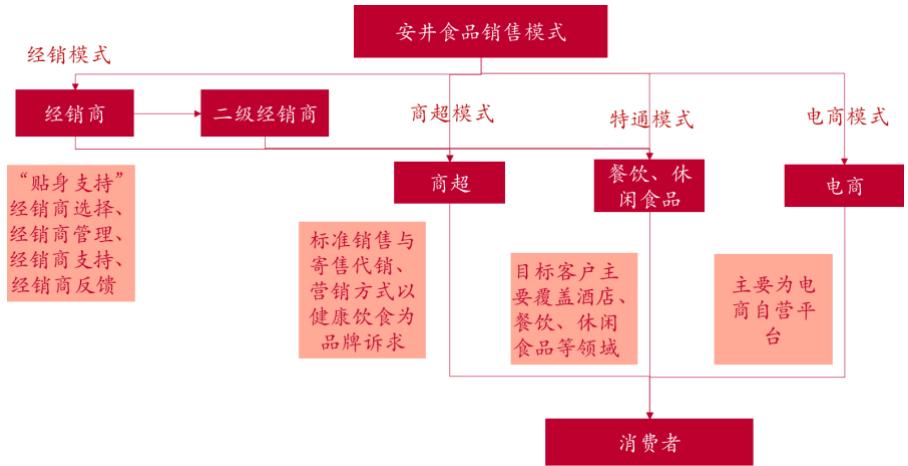 安井食品销售模式
经销模式
经销商
二级经销商
商超模式
特通模式
电商模式
商超
餐饮、休
闲食品
电商
“贴身支持”
经销商选择、
经销商管理、
经销商支持、
经销商反馈
标准销售与
寄售代销、
营销方式以
健康饮食为
品牌诉求
目标客户主
要覆盖酒店、
餐饮、休闲
食品等领域
主要为电
商自营平
台
消费者